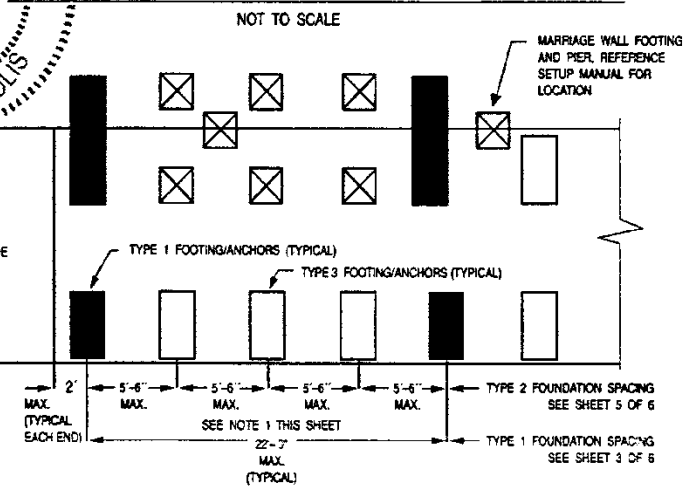 NOT TO SCALE
OLIS
MARRIAGE WALL FOOTING
AND PIER, REFERENCE
SETUP MANUAL FOR
LOCATION
E
TYPE 1 FOOTING/ANCHORS (TYPICAL)
TYPE 3 FOOTING/ANCHORS (TYPICAL)
2' 5'-6" 5'-6" 5'-6" 5'-6" TYPE 2 FOUNDATION SPACING
MAX. MAX. MAX. MAX. MAX. SEE SHEET 5 OF 6
(TYPICAL
EACH END)
SEE NOTE 1 THIS SHEET
MAX.
(TYPICAL)
TYPE 1 FOUNDATION SPACING
SEE SHEET 3 OF 6